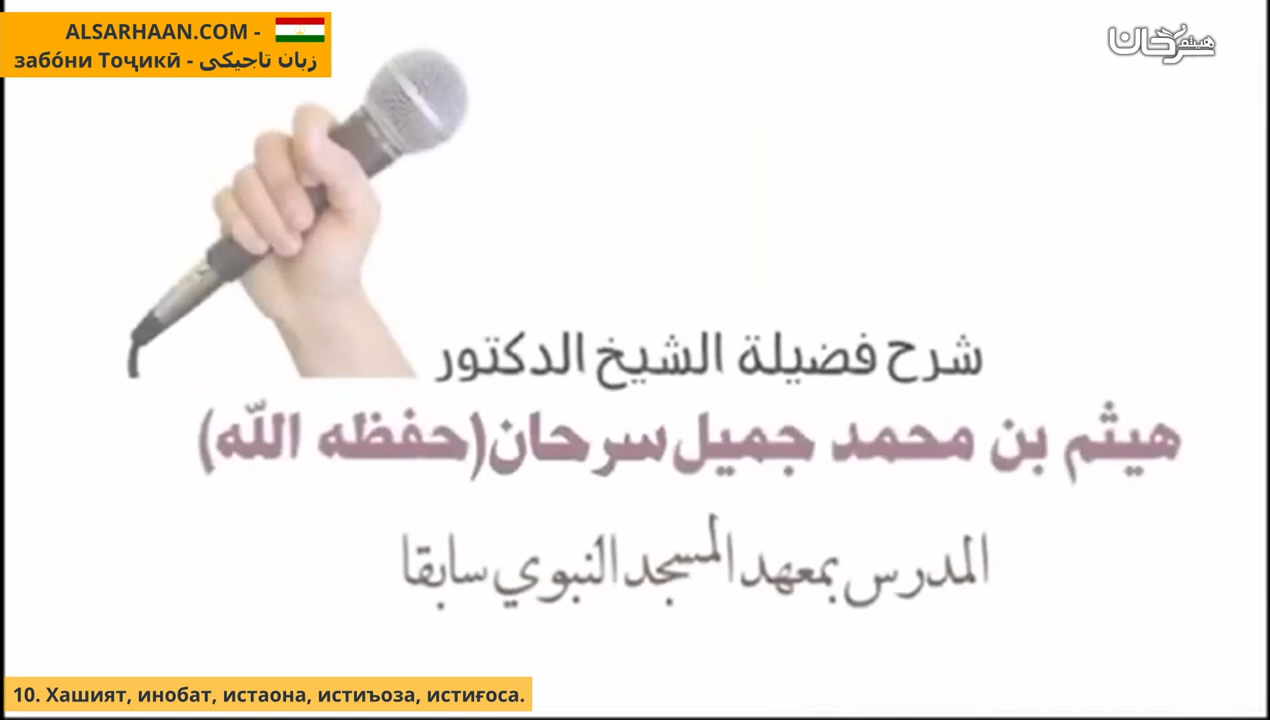 ALSARHAAN.COM -
забо́ни Тоҷикӣ - زبان تاجیکی
هيثم سرحان
شرح فضيلة الشيخ الدكتور
هيثم بن محمد جميل سرحان(حفظه الله)
المدرس بمعهد المسجد النبوي سابقا
10. Хашият, инобат, истаона, истиъоза, истиғоса.